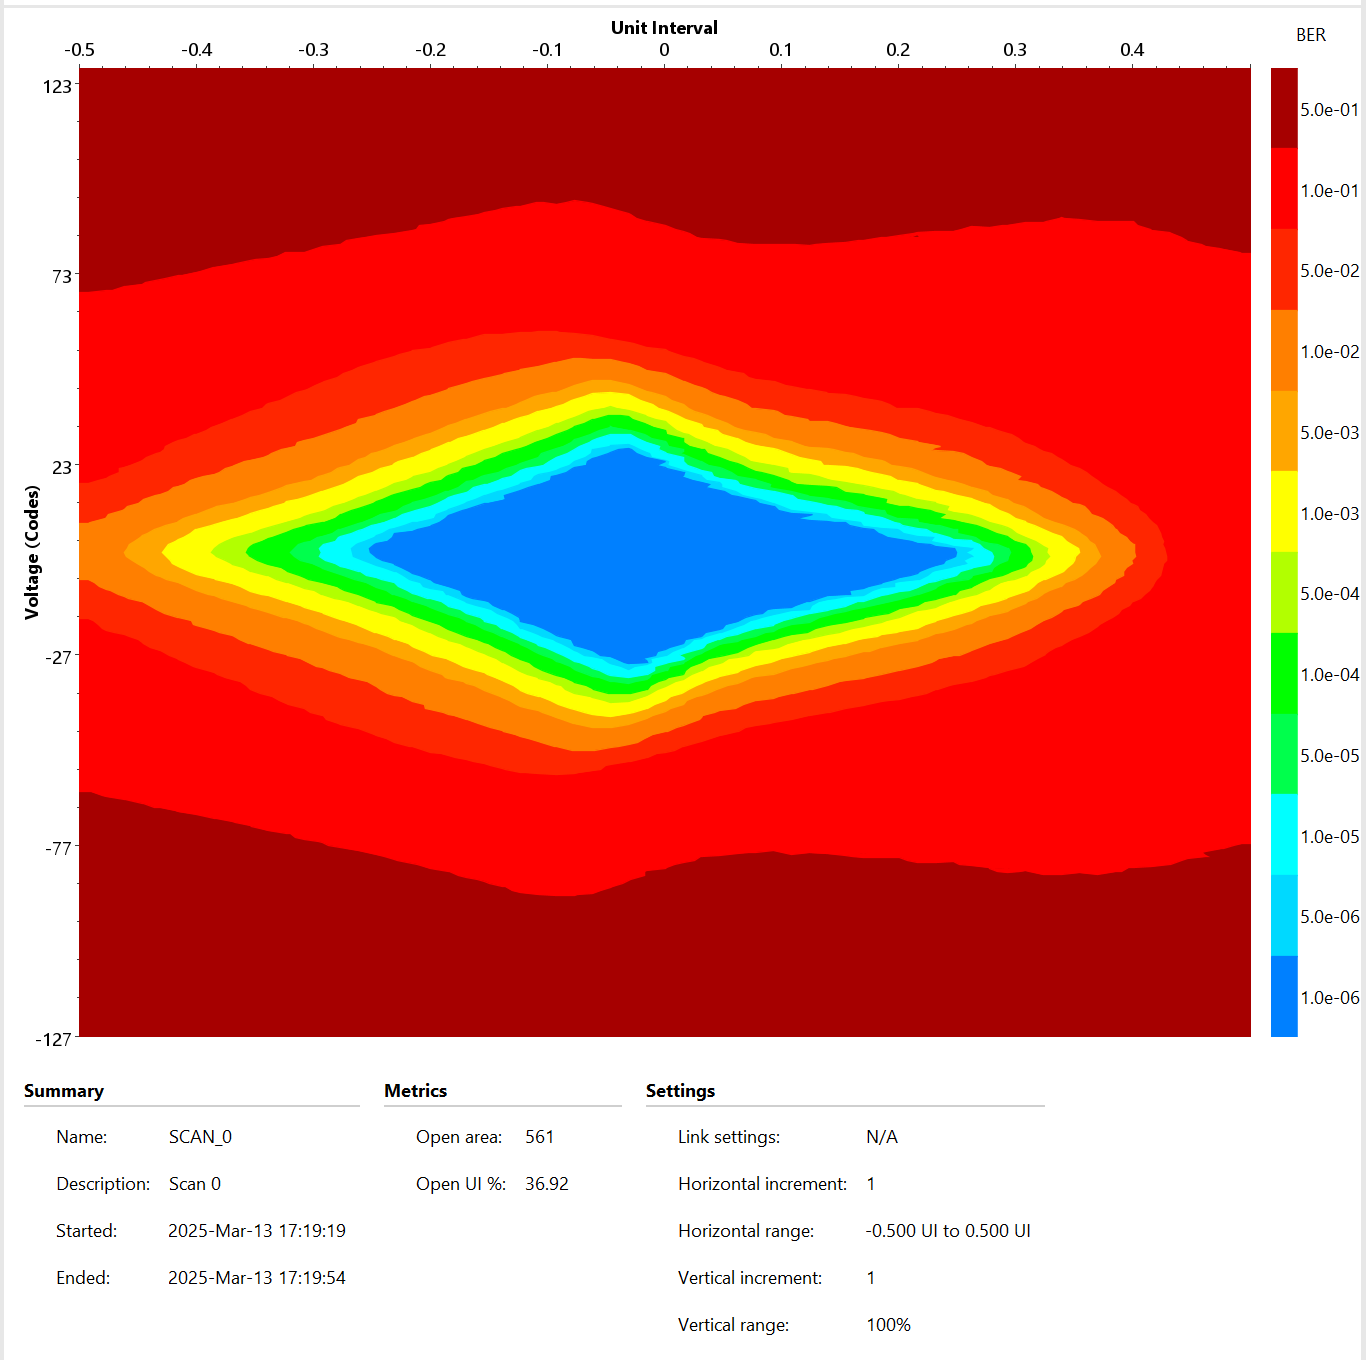 Unit Interval
BER
-0.5 -0.4 -0.3 -0.2 -0.1 0 0.1 0.2 0.3 0.4
123
73
23
-27
-77
-127
Voltage (Codes)
5.0e-01
1.0e-01
5.0e-02
1.0e-02
5.0e-03
1.0e-03
5.0e-04
1.0e-04
5.0e-05
1.0e-05
5.0e-06
1.0e-06
Summary
Name: SCAN_0
Description: Scan 0
Started: 2025-Mar-13 17:19:19
Ended: 2025-Mar-13 17:19:54
Metrics
Open area: 561
Open UI %: 36.92
Settings
Link settings: N/A
Horizontal increment: 1
Horizontal range: -0.500 UI to 0.500 UI
Vertical increment: 1
Vertical range: 100%